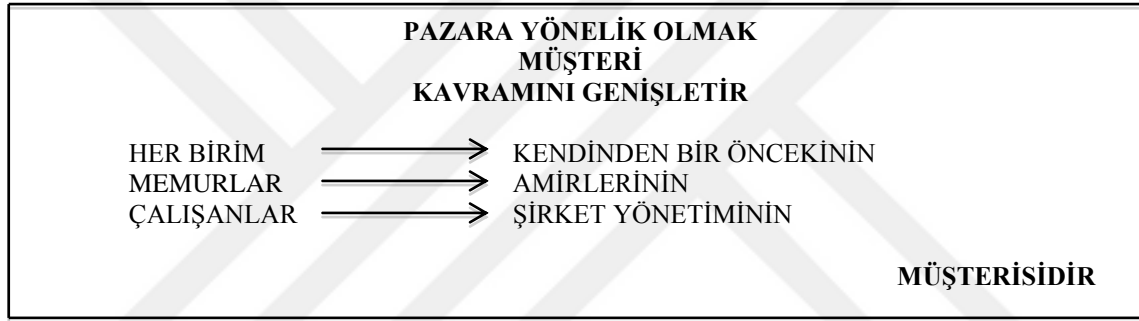 PAZARA YÖNELİK OLMAK
MÜŞTERİ
KAVRAMINI GENİŞLETİR
HER BİRİM KENDİNDEN BİR ÖNCEKİNİN
MEMURLAR AMİRLERİNİN
ÇALIŞANLAR ŞİRKET YÖNETİMİNİN
MÜŞTERİSİDİR